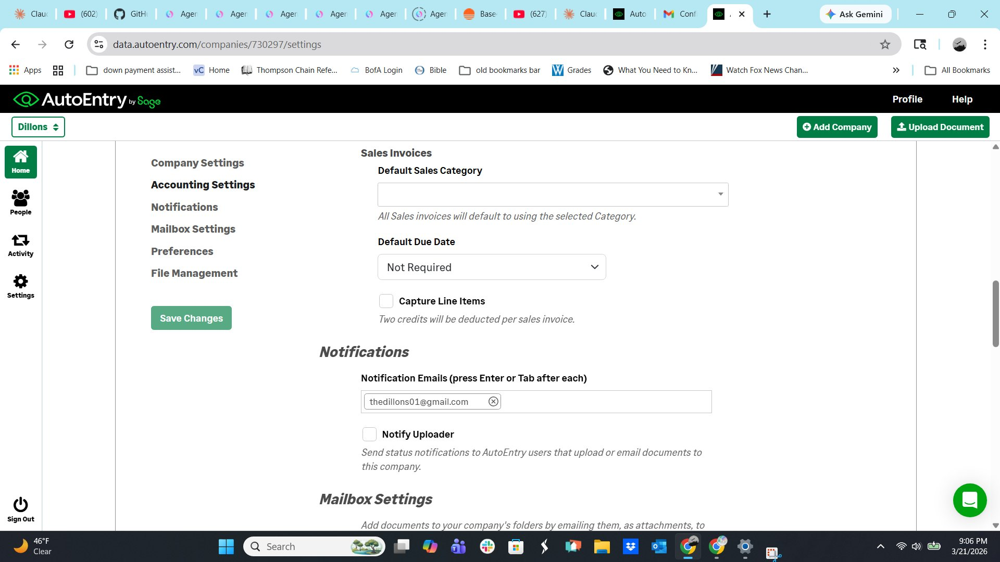 Claud
(602)
GitHu
Agen
Agen
Agen
Agen
Agen
Agen
Base4
(627)
Claud
Auto
Confi
Ask Gemini
data.autoentry.com/companies/730297/settings
Apps
down payment assist...
vC Home
Thompson Chain Refe...
BofA Login
Bible
old bookmarks bar
Grades
What You Need to Kn...
Watch Fox News Chan...
»
All Bookmarks
AutoEntry by Sage
Profile
Help
Dillons
Add Company
Upload Document
Home
People
Activity
Settings
Sign Out
Company Settings
Accounting Settings
Notifications
Mailbox Settings
Preferences
File Management
Save Changes
Sales Invoices
Default Sales Category
All Sales invoices will default to using the selected Category.
Default Due Date
Not Required
Capture Line Items
Two credits will be deducted per sales invoice.
Notifications
Notification Emails (press Enter or Tab after each)
thedillons01@gmail.com
Notify Uploader
Send status notifications to AutoEntry users that upload or email documents to
this company.
Mailbox Settings
Add documents to your company's folders by emailing them, as attachments, to
46°F
Clear
Search
9:06 PM
3/21/2026